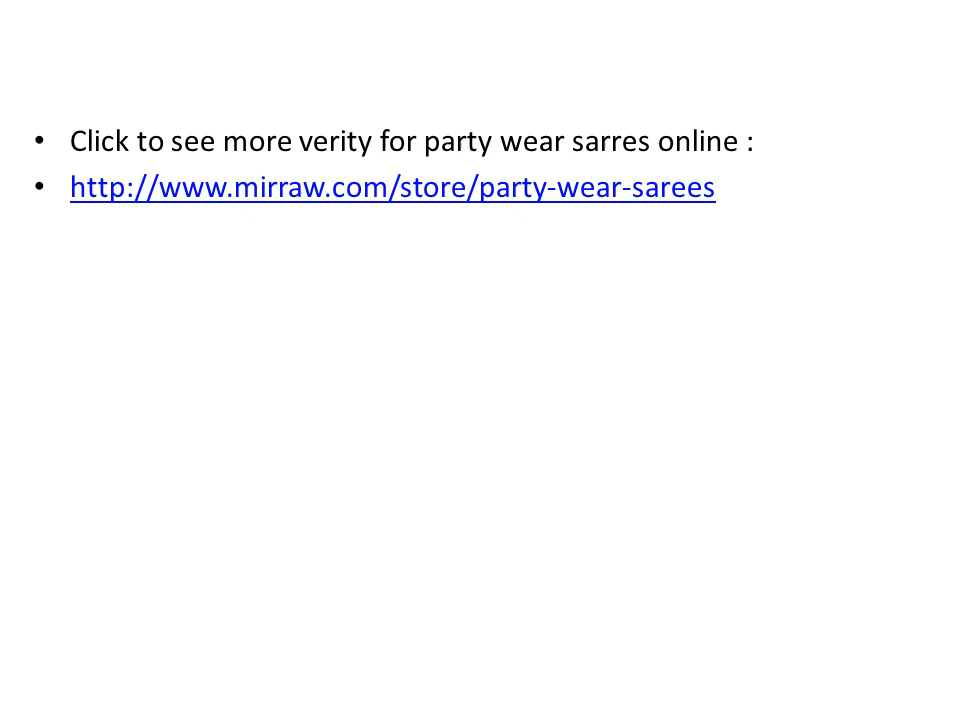 • Click to see more verity for party wear sarres online :
• http://www.mirraw.com/store/party-wear-sarees